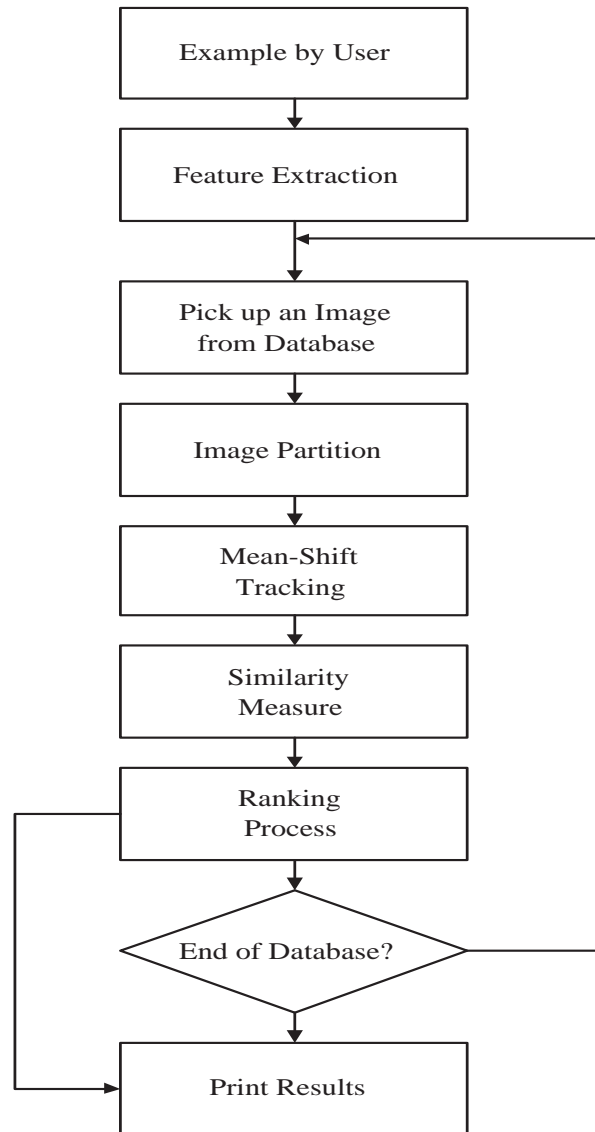 Example by User
Feature Extraction
Pick up an Image
from Database
Image Partition
Mean-Shift
Tracking
Similarity
Measure
Ranking
Process
End of Database?
Print Results